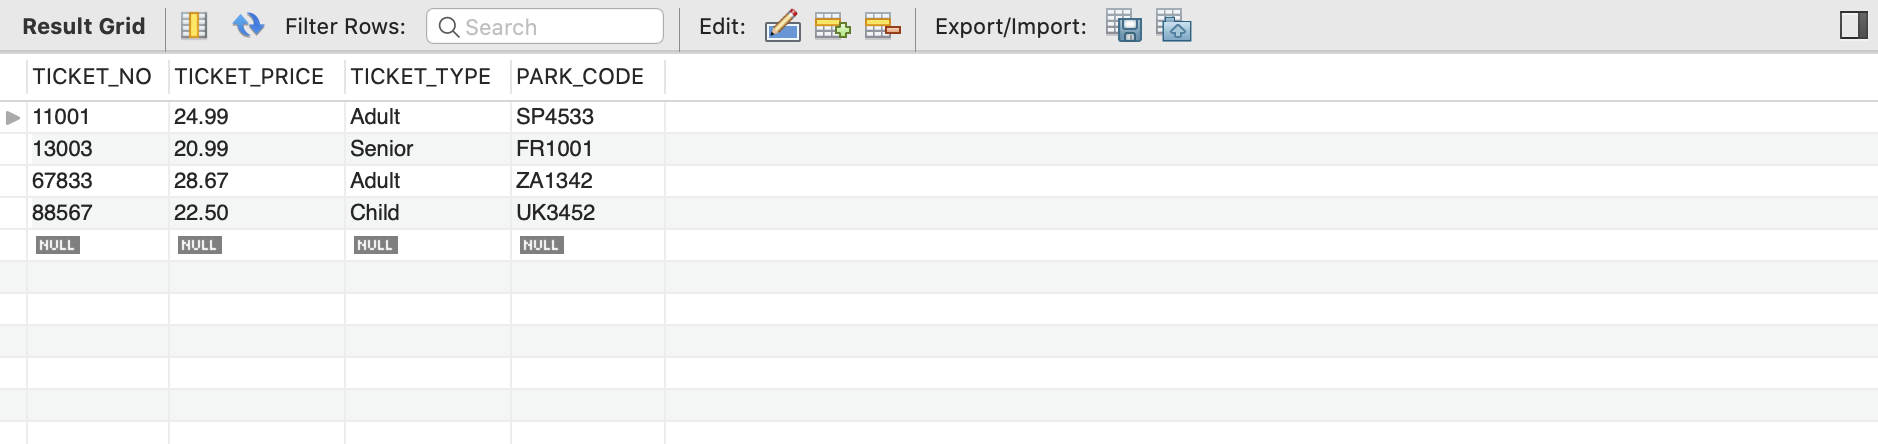 Result Grid Filter Rows: Search Edit: Export/Import:
TICKET_NO TICKET_PRICE TICKET_TYPE PARK_CODE
11001 24.99 Adult SP4533
13003 20.99 Senior FR1001
67833 28.67 Adult ZA1342
88567 22.50 Child UK3452
NULL NULL NULL NULL